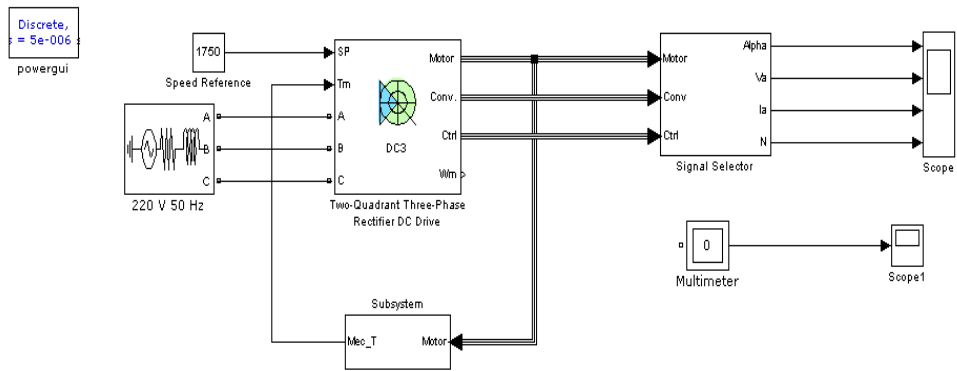 Discrete,
s = 5e-006 s
powergui
1750
Speed Reference
SP
Tm
A
B
C
Motor
Conv.
Ctrl
Wm
DC3
Two-Quadrant Three-Phase
Rectifier DC Drive
A
B
C
220 V 50 Hz
Motor
Conv
Ctrl
Alpha
Va
Ia
N
Signal Selector
Scope
0
Multimeter
Scope1
Subsystem
Mec_T
Motor